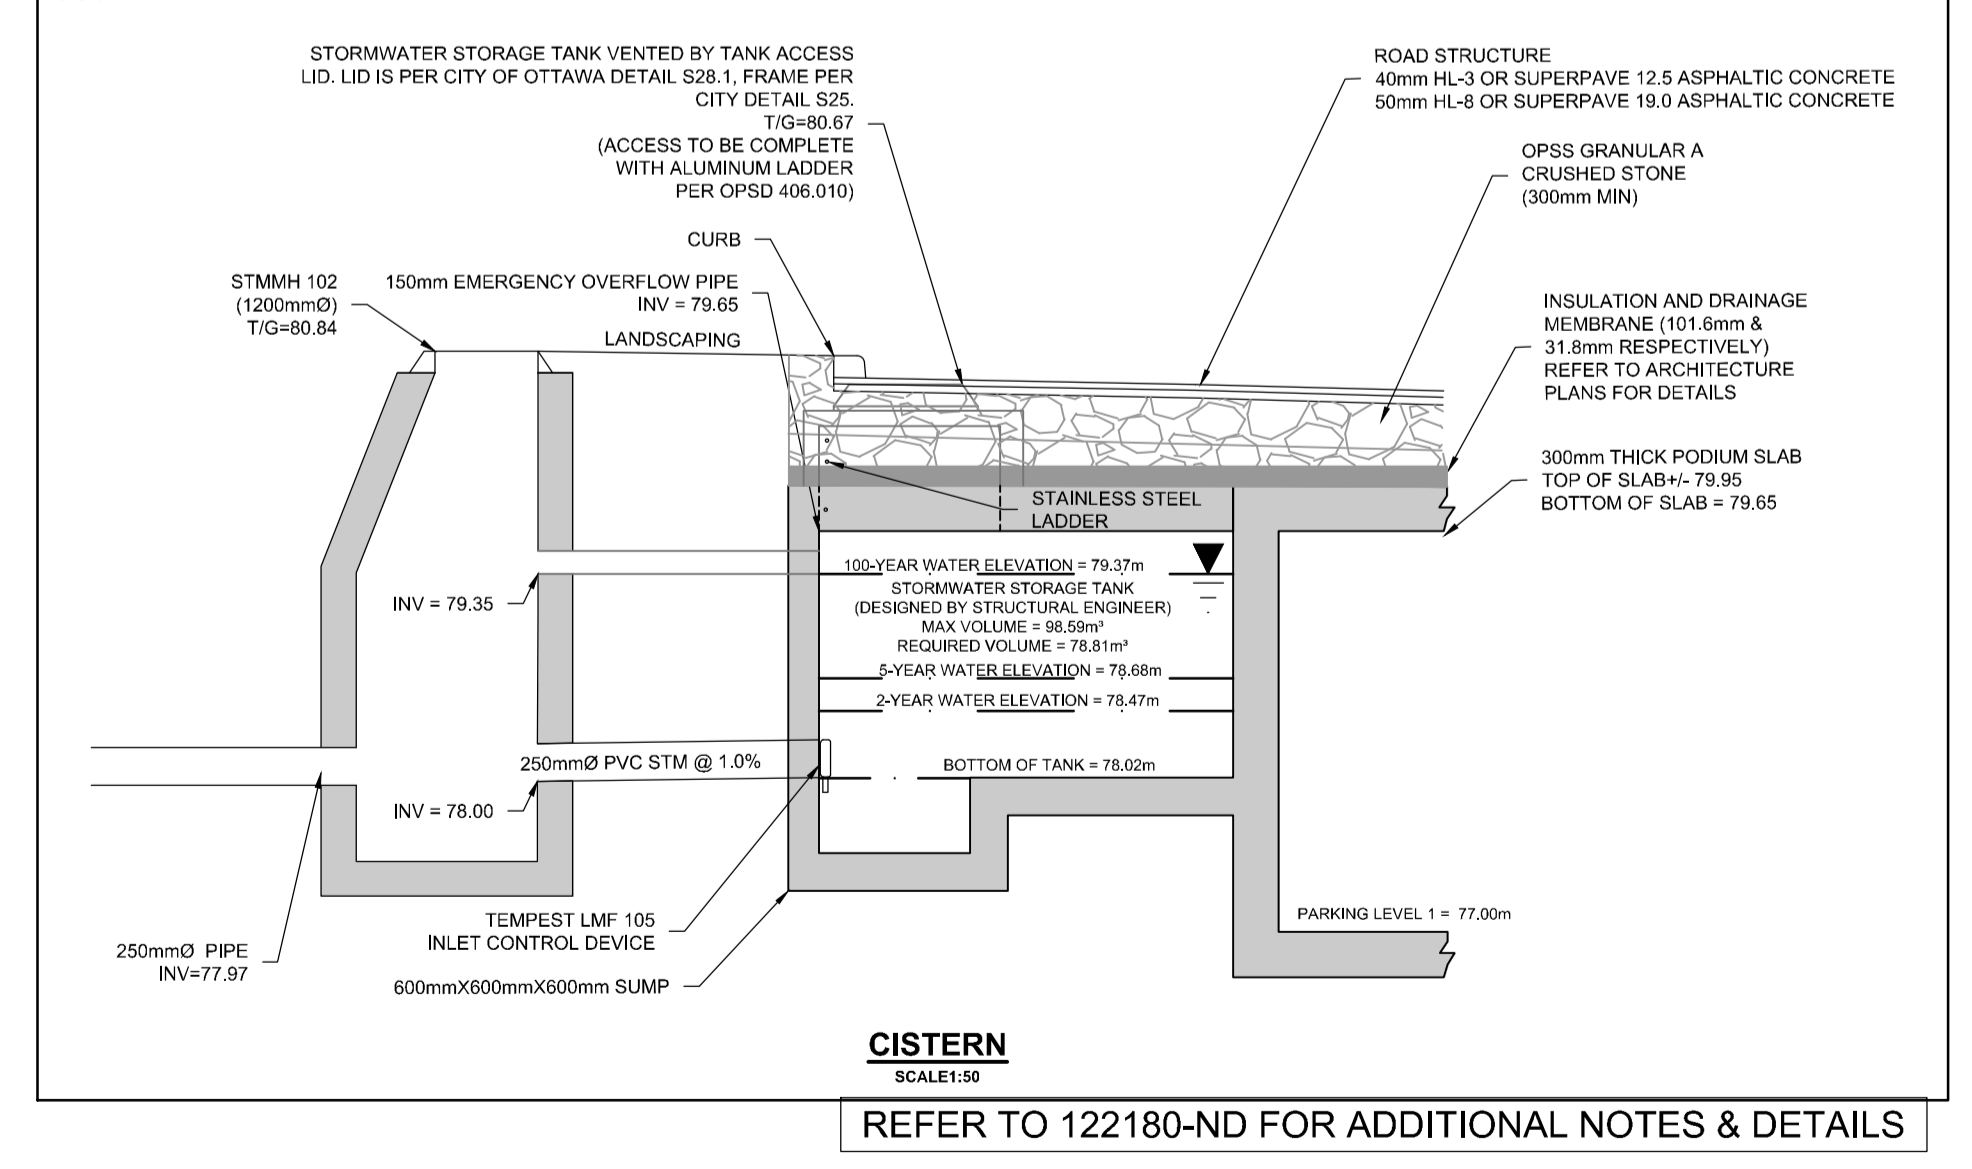 STORMWATER STORAGE TANK VENTED BY TANK ACCESS
LID. LID IS PER CITY OF OTTAWA DETAIL S28.1, FRAME PER
CITY DETAIL S25.
T/G=80.67
(ACCESS TO BE COMPLETE
WITH ALUMINUM LADDER
PER OPSD 406.010)
ROAD STRUCTURE
40mm HL-3 OR SUPERPAVE 12.5 ASPHALTIC CONCRETE
50mm HL-8 OR SUPERPAVE 19.0 ASPHALTIC CONCRETE
OPSS GRANULAR A
CRUSHED STONE
(300mm MIN)
CURB
STMMH 102
(1200mmØ)
T/G=80.84
150mm EMERGENCY OVERFLOW PIPE
INV = 79.65
LANDSCAPING
INSULATION AND DRAINAGE
MEMBRANE (101.6mm &
31.8mm RESPECTIVELY)
REFER TO ARCHITECTURE
PLANS FOR DETAILS
300mm THICK PODIUM SLAB
TOP OF SLAB+/- 79.95
BOTTOM OF SLAB = 79.65
STAINLESS STEEL
LADDER
100-YEAR WATER ELEVATION = 79.37m
STORMWATER STORAGE TANK
(DESIGNED BY STRUCTURAL ENGINEER)
MAX VOLUME = 98.59m³
REQUIRED VOLUME = 78.81m³
5-YEAR WATER ELEVATION = 78.68m
2-YEAR WATER ELEVATION = 78.47m
INV = 79.35
250mmØ PVC STM @ 1.0%
BOTTOM OF TANK = 78.02m
INV = 78.00
TEMPEST LMF 105
INLET CONTROL DEVICE
PARKING LEVEL 1 = 77.00m
250mmØ PIPE
INV=77.97
600mmX600mmX600mm SUMP
CISTERN
SCALE1:50
REFER TO 122180-ND FOR ADDITIONAL NOTES & DETAILS